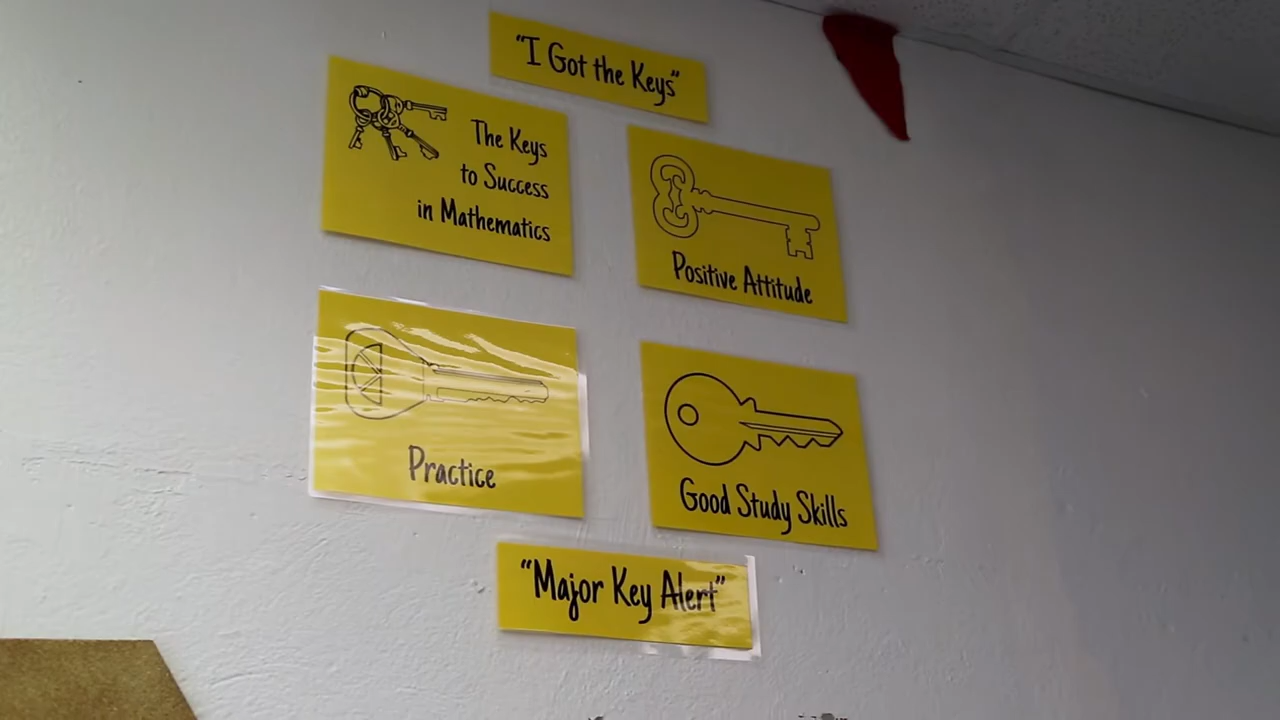 “I Got the Keys”
The Keys
to Success
in Mathematics
Positive Attitude
Practice
Good Study Skills
“Major Key Alert”